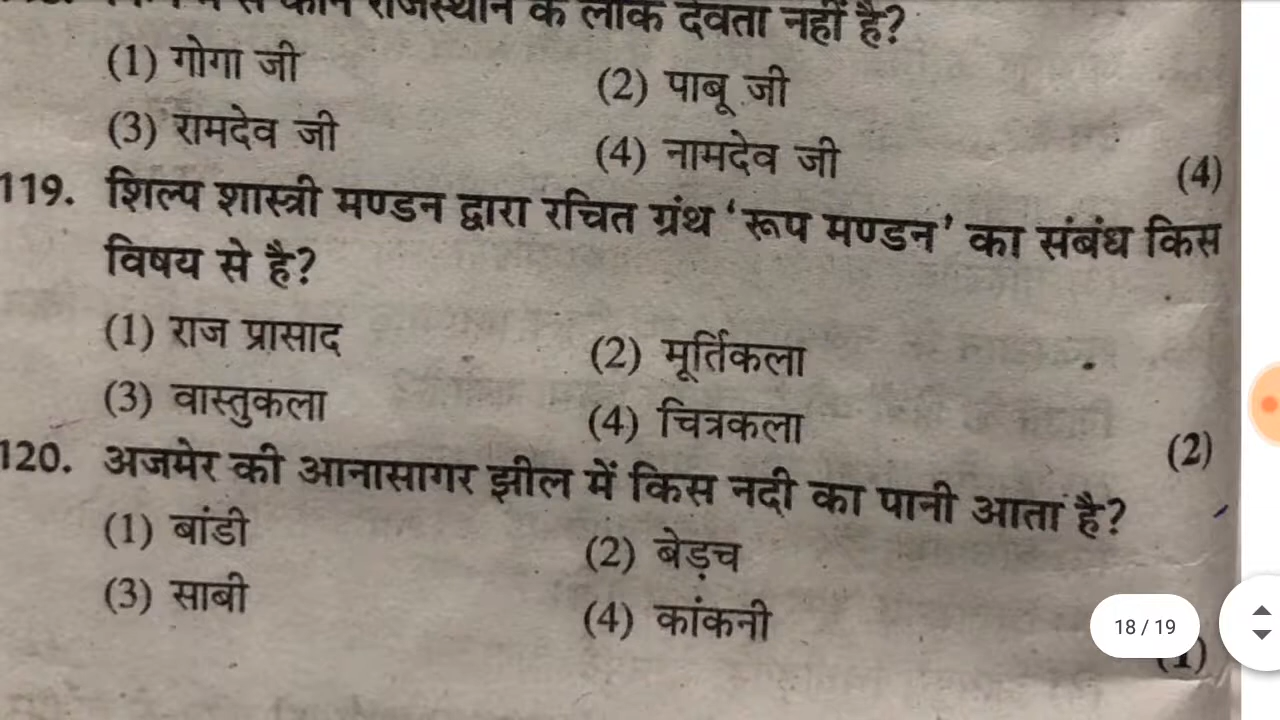 कौन राजस्थान के लोक देवता नहीं है?
(1) गोगा जी (2) पाबू जी
(3) रामदेव जी (4) नामदेव जी (4)
119. शिल्प शास्त्री मण्डन द्वारा रचित ग्रंथ 'रूप मण्डन' का संबंध किस
विषय से है?
(1) राज प्रासाद (2) मूर्तिकला
(3) वास्तुकला (4) चित्रकला (2)
120. अजमेर की आनासागर झील में किस नदी का पानी आता है?
(1) बांडी (2) बेड़च
(3) साबी (4) कांकनी
18 / 19
(1)